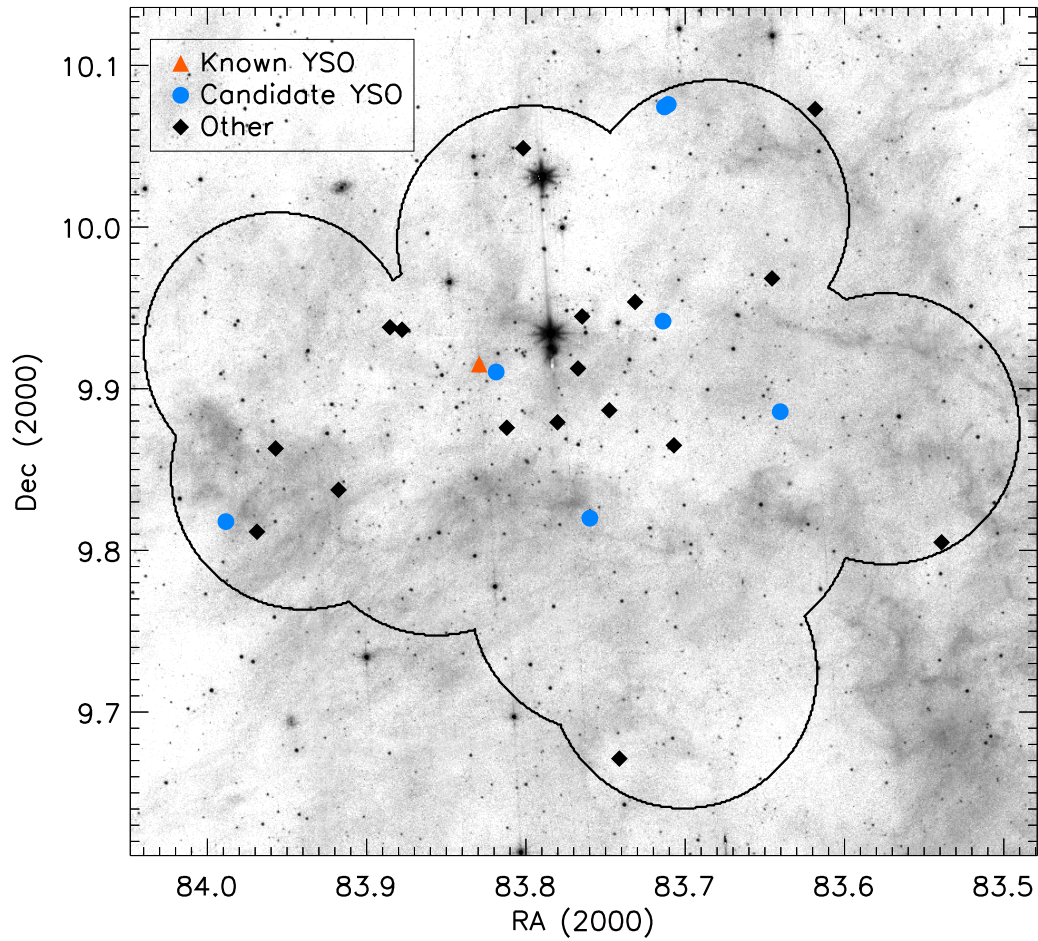 Known YSO
Candidate YSO
Other
10.1
10.0
9.9
9.8
9.7
Dec (2000)
84.0 83.9 83.8 83.7 83.6 83.5
RA (2000)